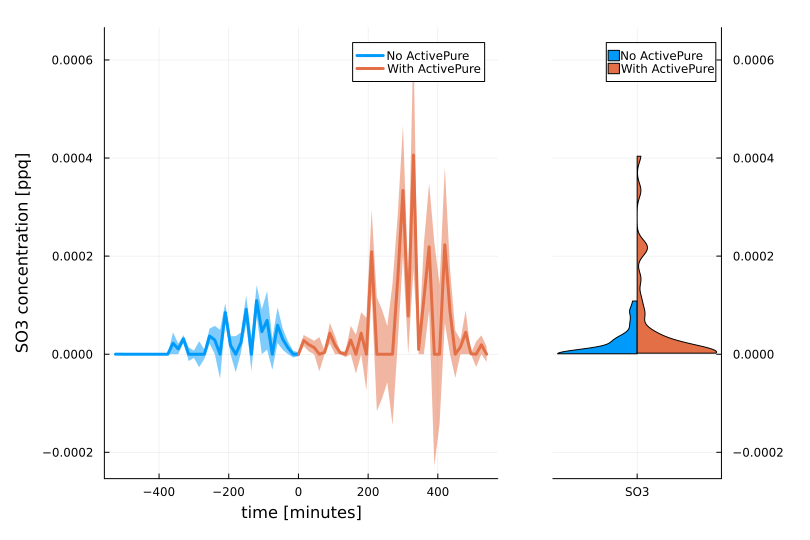 No ActivePure
With ActivePure
SO3 concentration [ppq]
0.0006
0.0004
0.0002
0.0000
−0.0002
−400
−200
0
200
400
time [minutes]
No ActivePure
With ActivePure
0.0006
0.0004
0.0002
0.0000
−0.0002
SO3